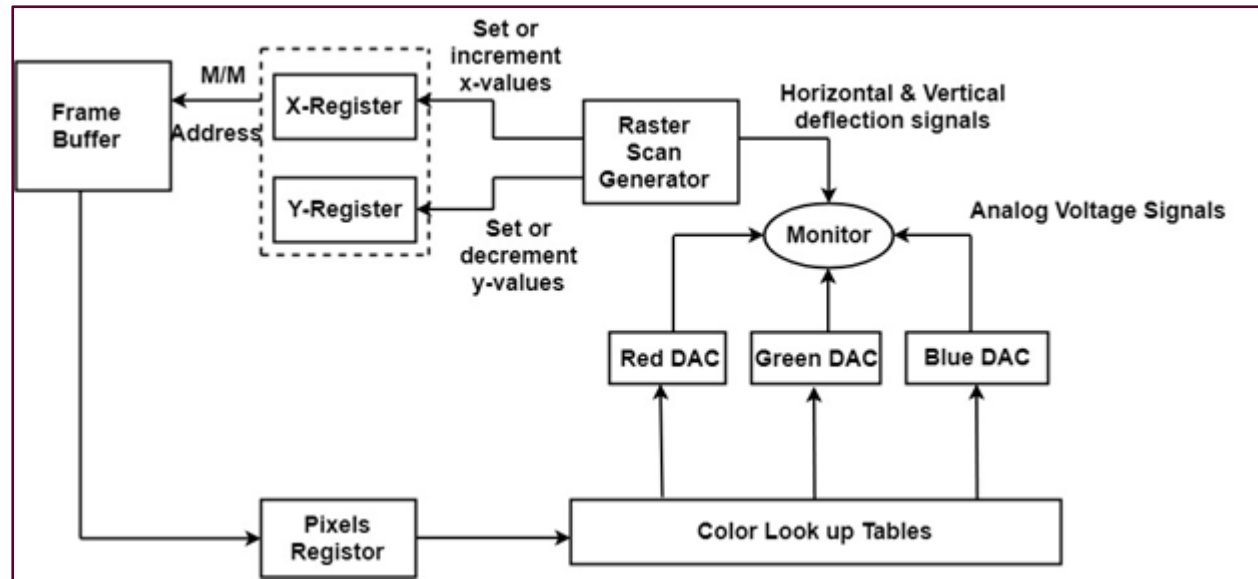 Frame
Buffer
M/M
Address
X-Register
Y-Register
Set or
increment
x-values
Set or
decrement
y-values
Raster
Scan
Generator
Horizontal & Vertical
deflection signals
Monitor
Analog Voltage Signals
Red DAC
Green DAC
Blue DAC
Pixels
Registor
Color Look up Tables